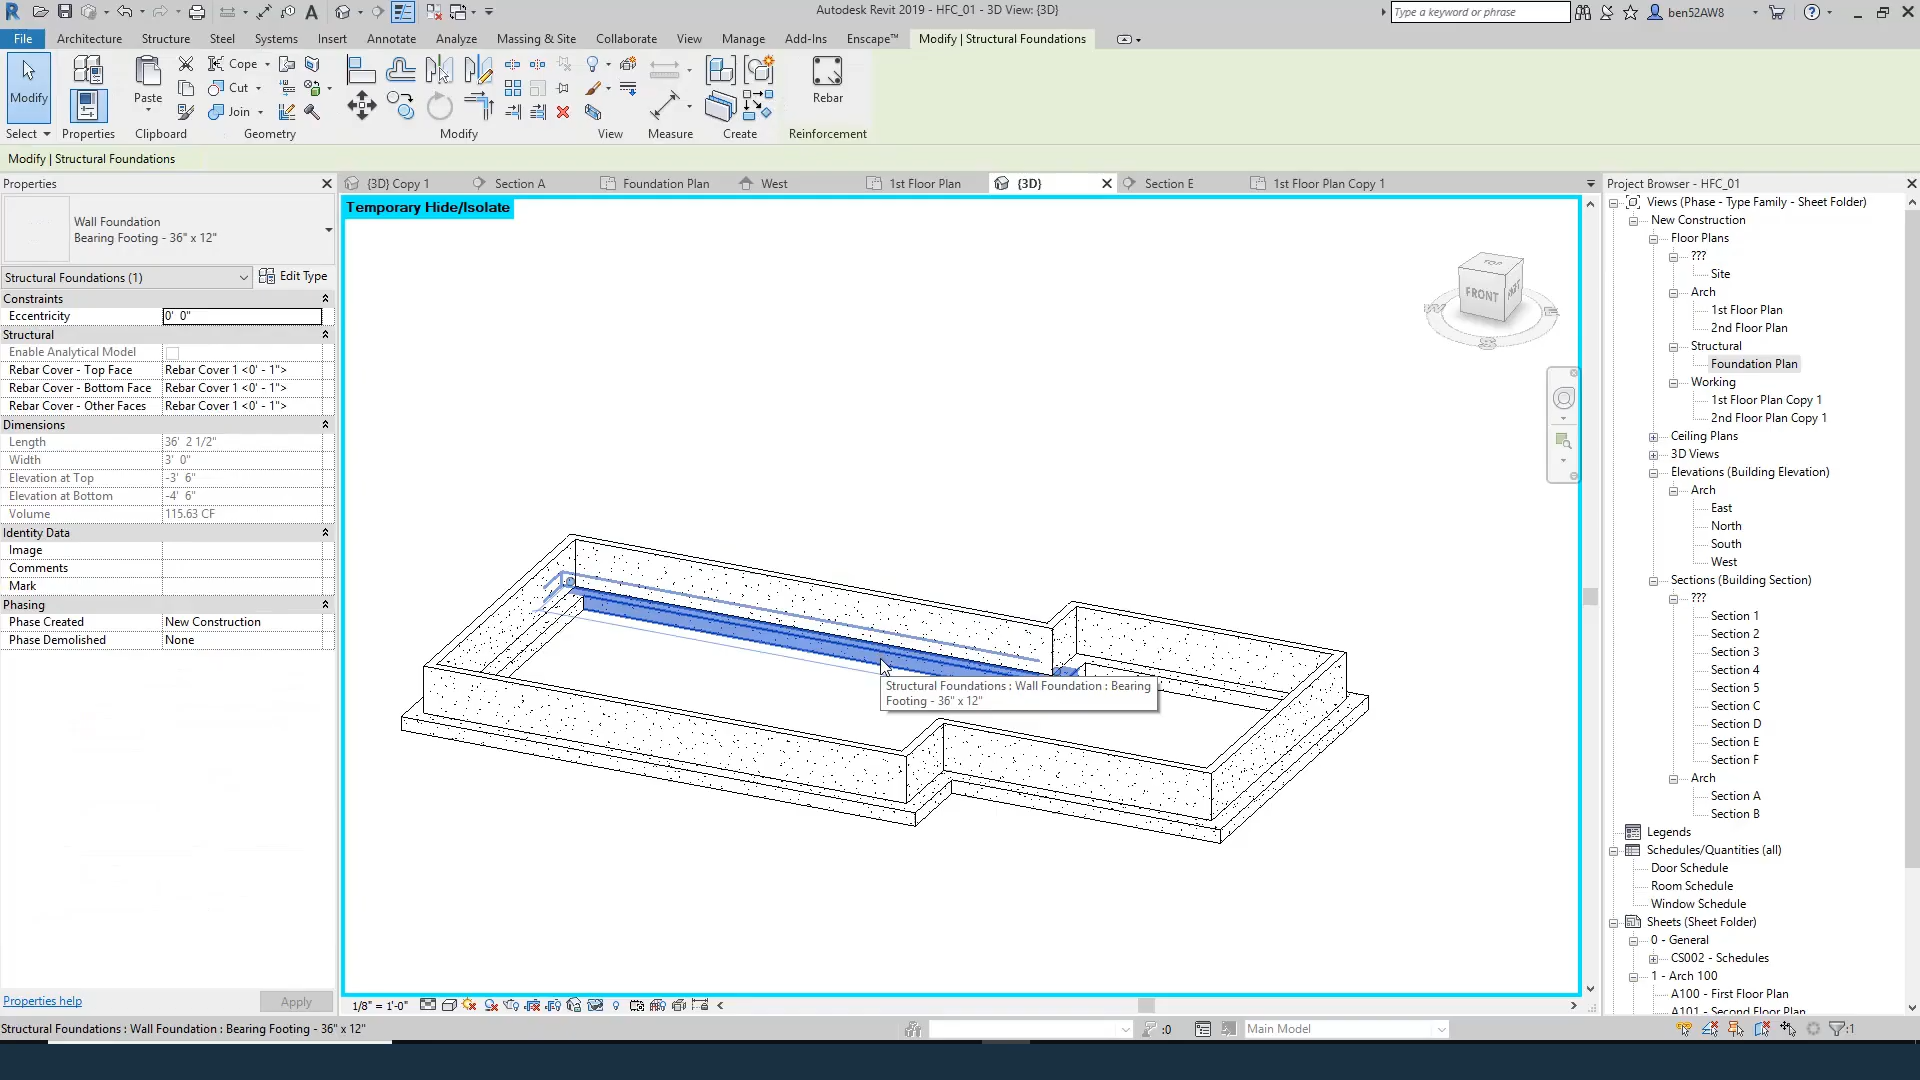 Autodesk Revit 2019 - HFC_01 - 3D View: {3D}
Type a keyword or phrase
ben52AW8
File
Architecture
Structure
Steel
Systems
Insert
Annotate
Analyze
Massing & Site
Collaborate
View
Manage
Add-Ins
Enscape™
Modify | Structural Foundations
Modify
Paste
Cope
Cut
Join
Rebar
Select
Properties
Clipboard
Geometry
Modify
View
Measure
Create
Reinforcement
Modify | Structural Foundations
Properties
Wall Foundation
Bearing Footing - 36" x 12"
Structural Foundations (1)
Edit Type
Constraints
Eccentricity 0' 0"
Structural
Enable Analytical Model
Rebar Cover - Top Face Rebar Cover 1 <0' - 1">
Rebar Cover - Bottom Face Rebar Cover 1 <0' - 1">
Rebar Cover - Other Faces Rebar Cover 1 <0' - 1">
Dimensions
Length 36' 2 1/2"
Width 3' 0"
Elevation at Top -3' 6"
Elevation at Bottom -4' 6"
Volume 115.63 CF
Identity Data
Image
Comments
Mark
Phasing
Phase Created New Construction
Phase Demolished None
Properties help
Apply
{3D} Copy 1
Section A
Foundation Plan
West
1st Floor Plan
{3D}
Section E
1st Floor Plan Copy 1
Temporary Hide/Isolate
TOP
FRONT
S
E
Structural Foundations : Wall Foundation : Bearing
Footing - 36" x 12"
1/8" = 1'-0"
Project Browser - HFC_01
Views (Phase - Type Family - Sheet Folder)
New Construction
Floor Plans
???
Site
Arch
1st Floor Plan
2nd Floor Plan
Structural
Foundation Plan
Working
1st Floor Plan Copy 1
2nd Floor Plan Copy 1
Ceiling Plans
3D Views
Elevations (Building Elevation)
Arch
East
North
South
West
Sections (Building Section)
???
Section 1
Section 2
Section 3
Section 4
Section 5
Section C
Section D
Section E
Section F
Arch
Section A
Section B
Legends
Schedules/Quantities (all)
Door Schedule
Room Schedule
Window Schedule
Sheets (Sheet Folder)
0 - General
CS002 - Schedules
1 - Arch 100
A100 - First Floor Plan
A101 - Second Floor Plan
Structural Foundations : Wall Foundation : Bearing Footing - 36" x 12"
:0
Main Model
:1